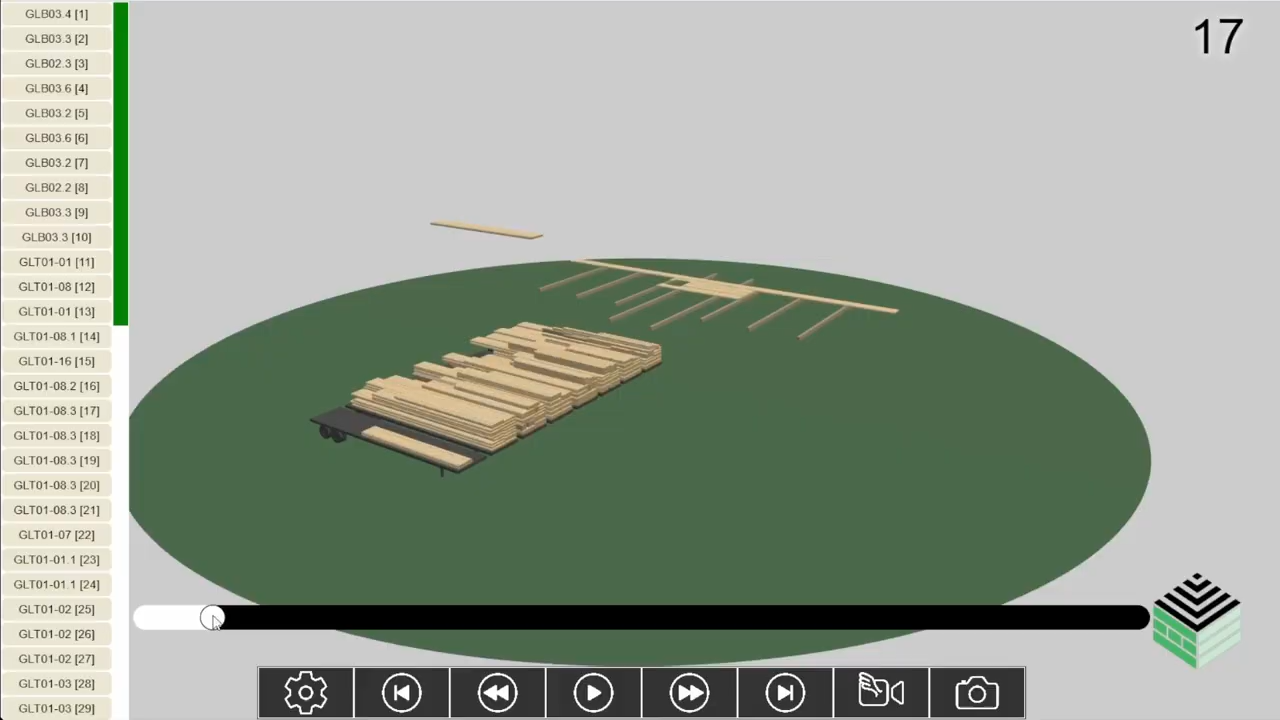 GLB03.4 [1]
GLB03.3 [2]
GLB02.3 [3]
GLB03.6 [4]
GLB03.2 [5]
GLB03.6 [6]
GLB03.2 [7]
GLB02.2 [8]
GLB03.3 [9]
GLB03.3 [10]
GLT01-01 [11]
GLT01-08 [12]
GLT01-01 [13]
GLT01-08.1 [14]
GLT01-16 [15]
GLT01-08.2 [16]
GLT01-08.3 [17]
GLT01-08.3 [18]
GLT01-08.3 [19]
GLT01-08.3 [20]
GLT01-08.3 [21]
GLT01-07 [22]
GLT01-01.1 [23]
GLT01-01.1 [24]
GLT01-02 [25]
GLT01-02 [26]
GLT01-02 [27]
GLT01-03 [28]
GLT01-03 [29]
17